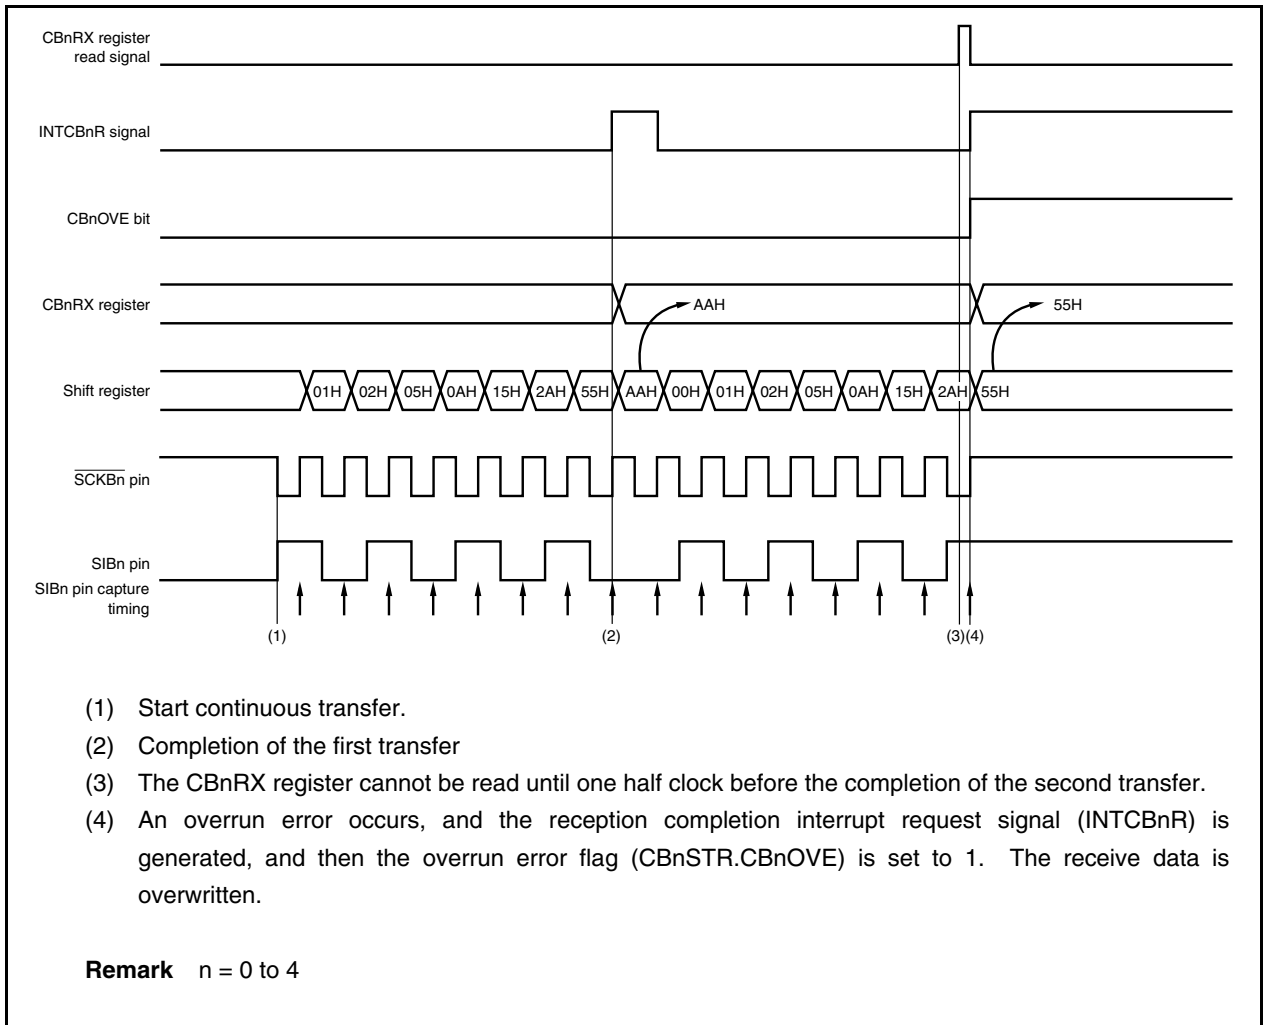 CBnRX register
read signal
INTCBnR signal
CBnOVE bit
CBnRX register
AAH
55H
Shift register
01H 02H 05H 0AH 15H 2AH 55H AAH 00H 01H 02H 05H 0AH 15H 2AH 55H
SCKBn pin
SIBn pin
SIBn pin capture
timing
(1) (2) (3) (4)
(1) Start continuous transfer.
(2) Completion of the first transfer
(3) The CBnRX register cannot be read until one half clock before the completion of the second transfer.
(4) An overrun error occurs, and the reception completion interrupt request signal (INTCBnR) is
generated, and then the overrun error flag (CBnSTR.CBnOVE) is set to 1. The receive data is
overwritten.
Remark n = 0 to 4